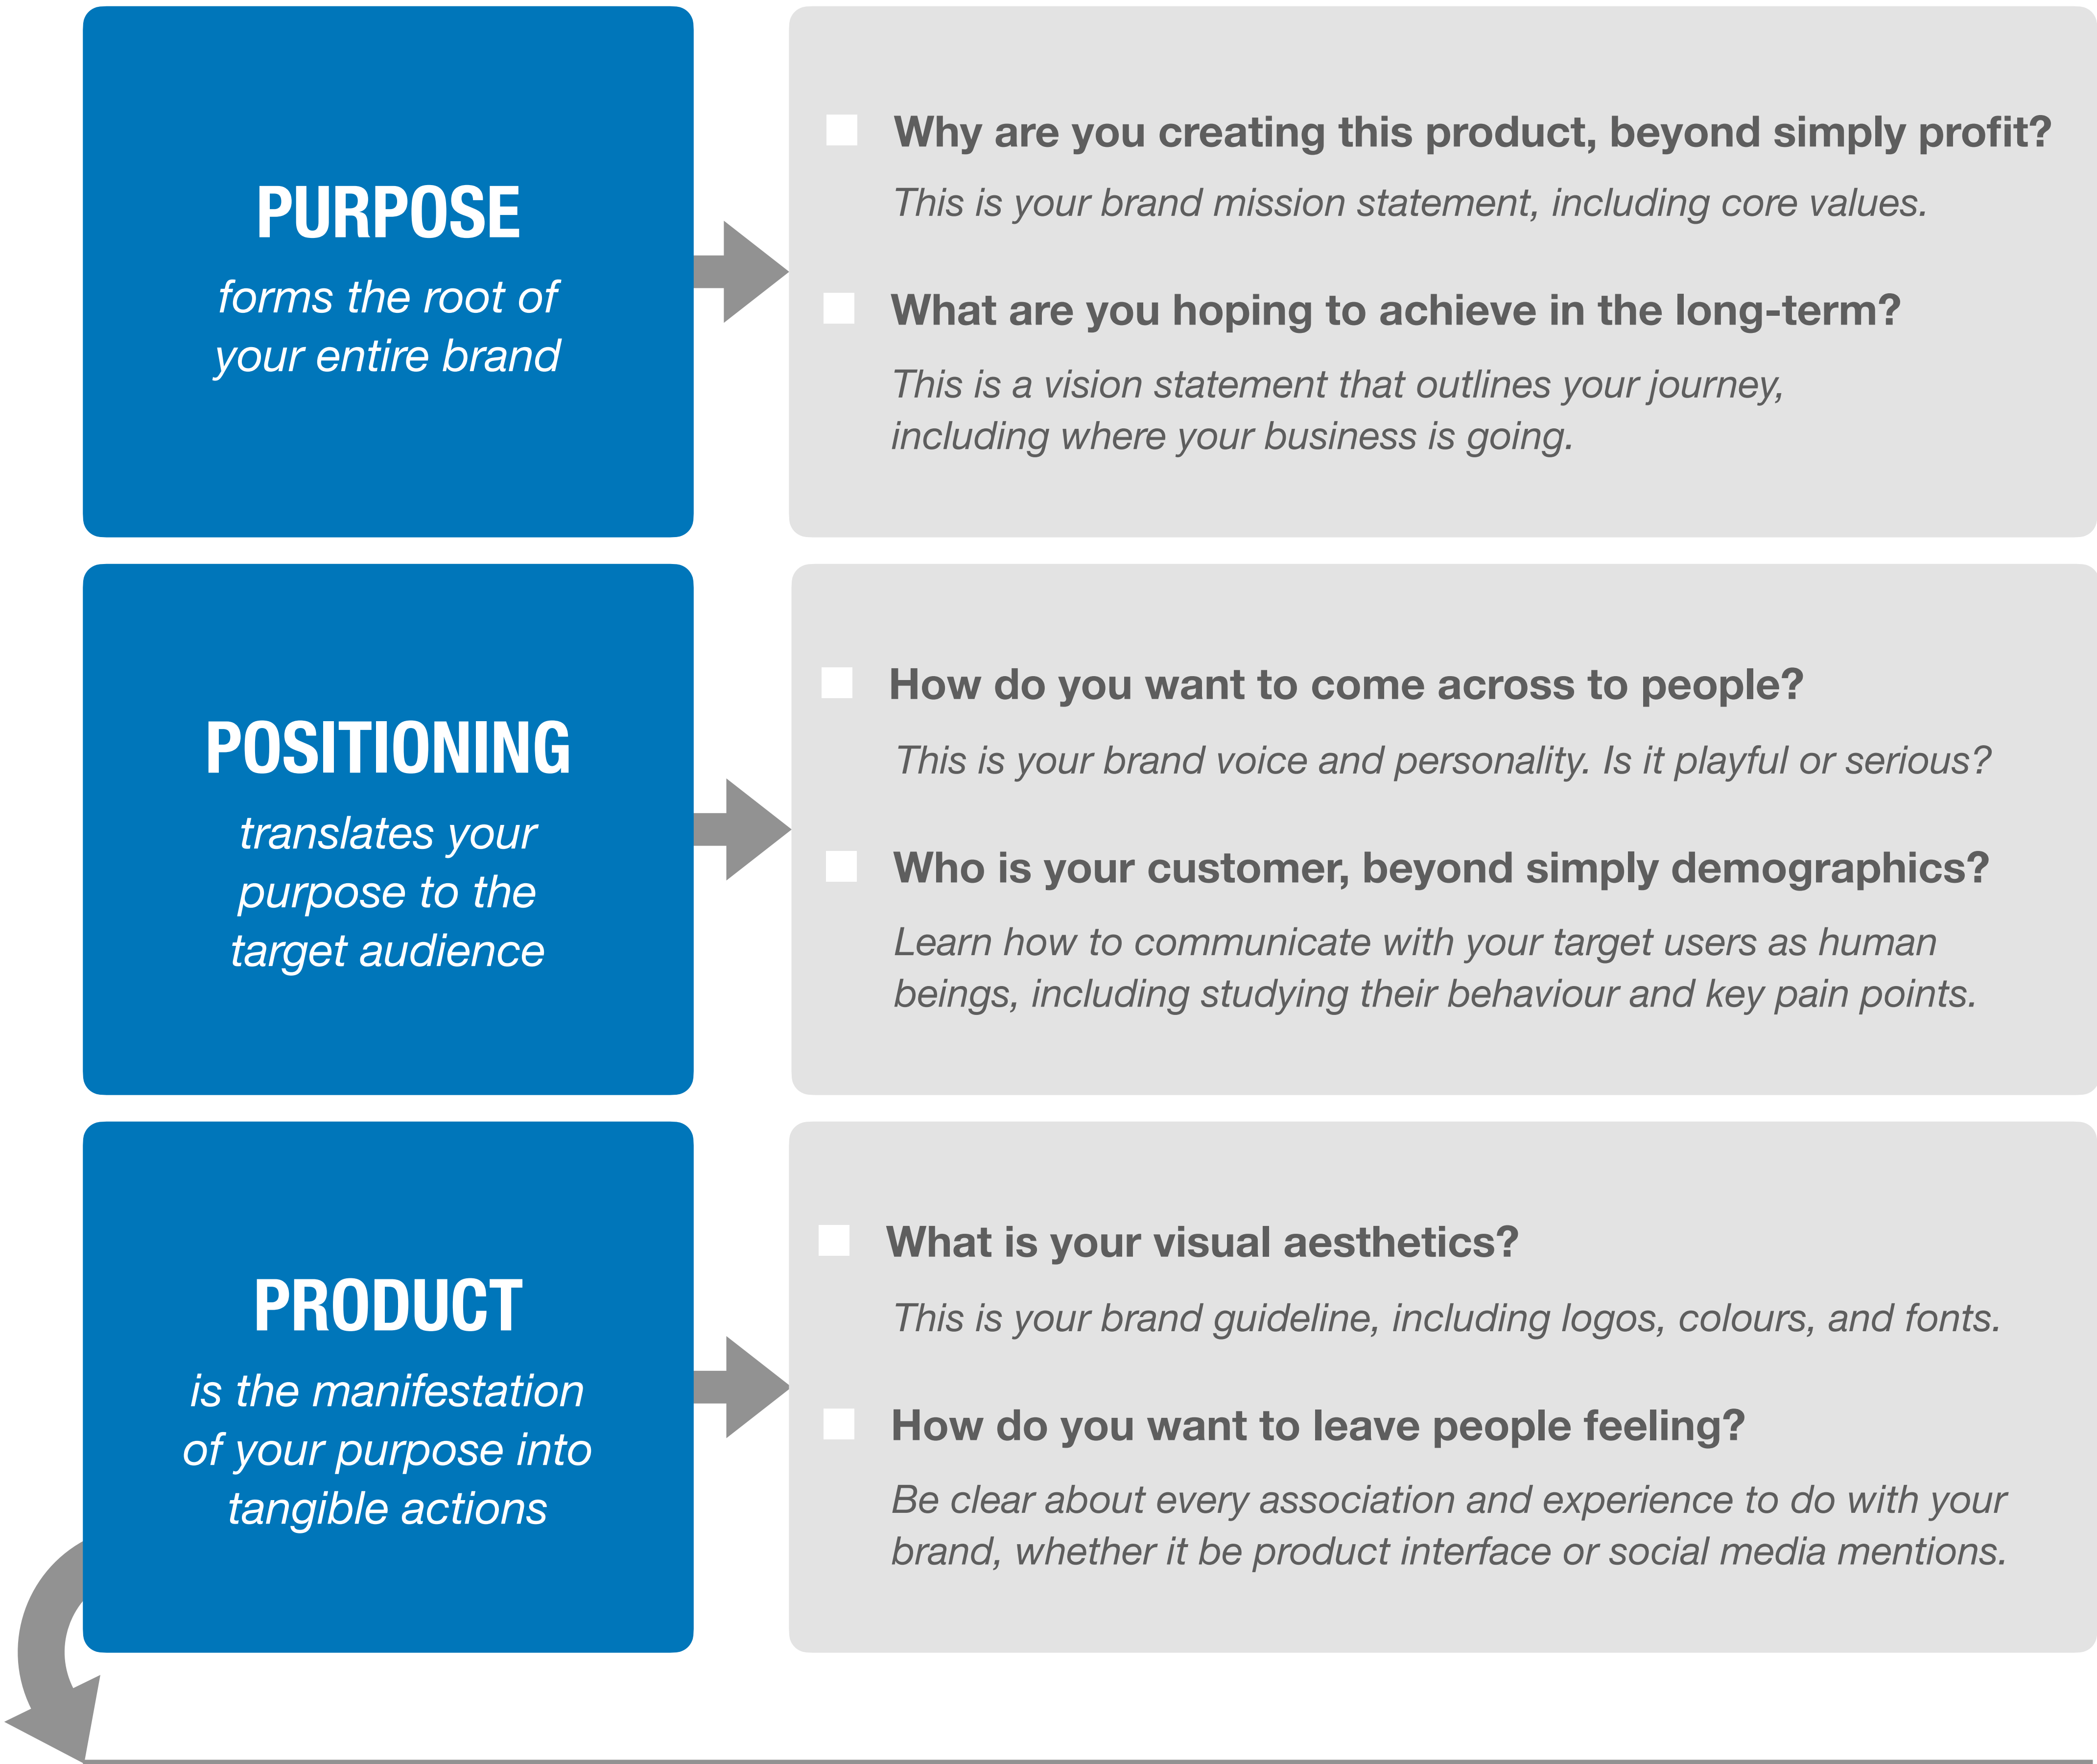 PURPOSE
forms the root of
your entire brand
Why are you creating this product, beyond simply profit?
This is your brand mission statement, including core values.
What are you hoping to achieve in the long-term?
This is a vision statement that outlines your journey,
including where your business is going.
POSITIONING
translates your
purpose to the
target audience
How do you want to come across to people?
This is your brand voice and personality. Is it playful or serious?
Who is your customer, beyond simply demographics?
Learn how to communicate with your target users as human
beings, including studying their behaviour and key pain points.
PRODUCT
is the manifestation
of your purpose into
tangible actions
What is your visual aesthetics?
This is your brand guideline, including logos, colours, and fonts.
How do you want to leave people feeling?
Be clear about every association and experience to do with your
brand, whether it be product interface or social media mentions.